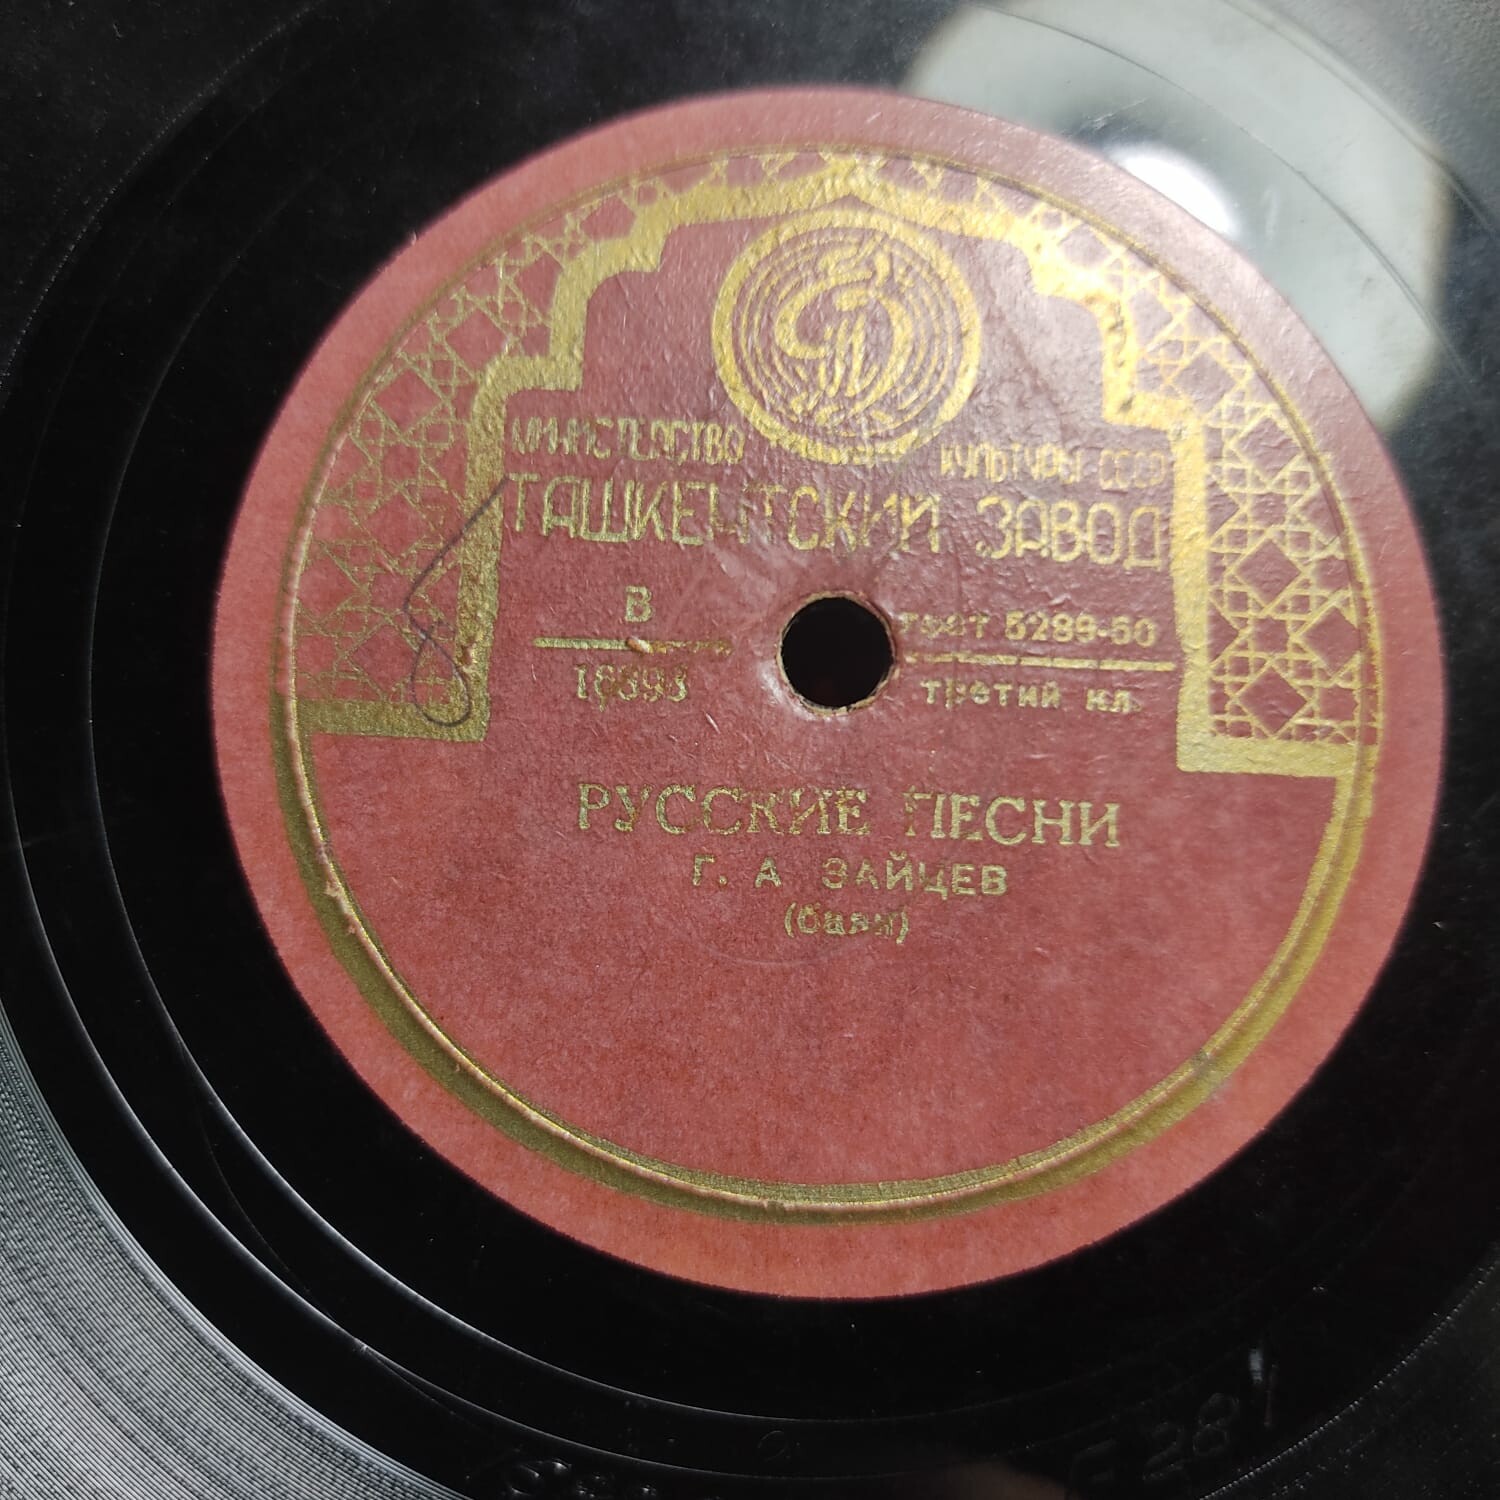 МИНИСТЕРСТВО КУЛЬТУРЫ СССР
ТАШКЕНТСКИЙ ЗАВОД
В
гост 5289-50
третий кл.
РУССКИЕ ПЕСНИ
Г. А ЗАЙЦЕВ
(баян)